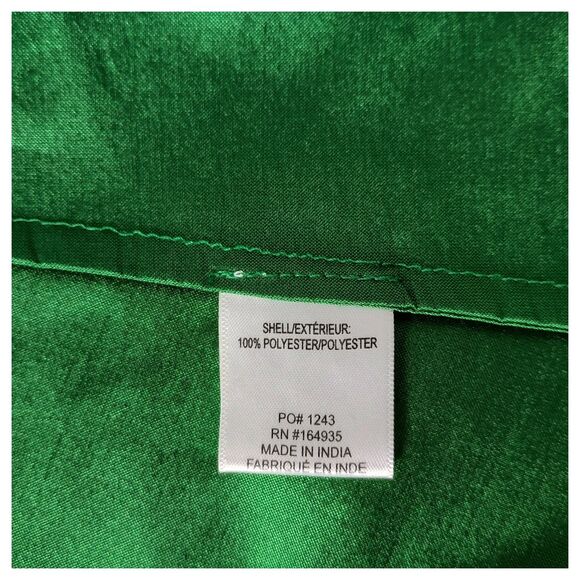 SHELL/EXTÉRIEUR:
100% POLYESTER/POLYESTER
PO# 1243
RN #164935
MADE IN INDIA
FABRIQUÉ EN INDE